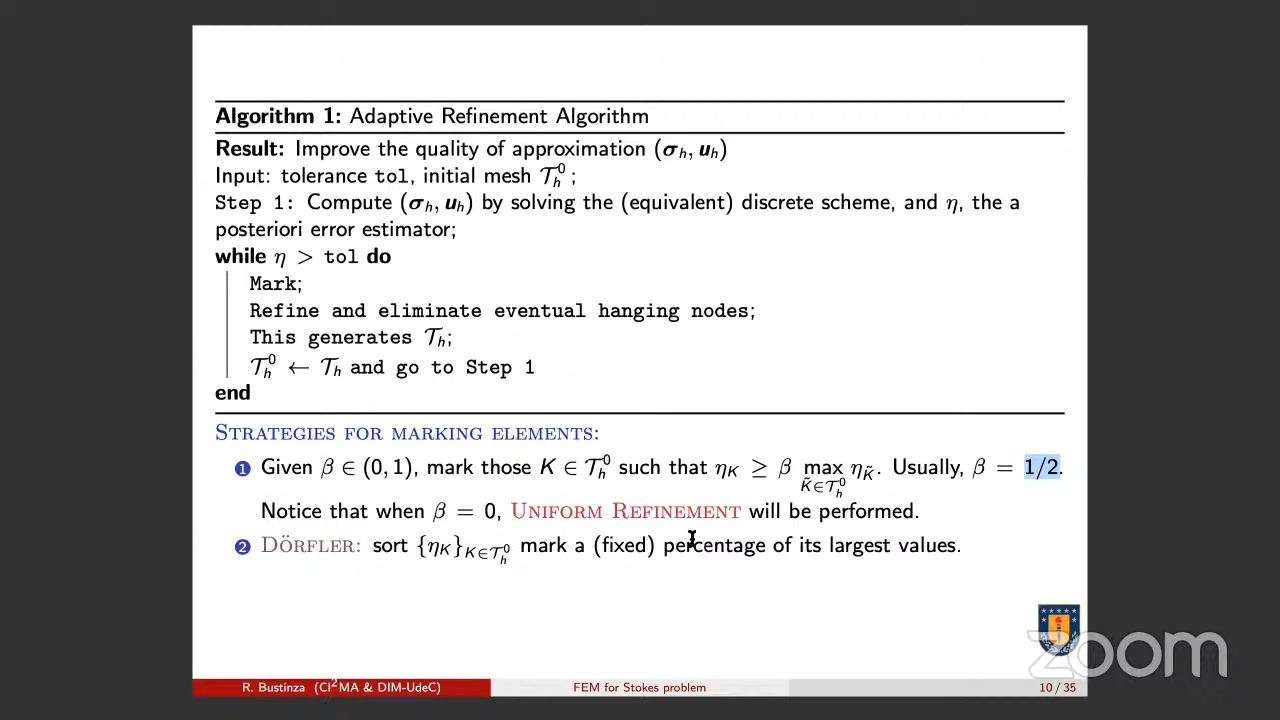 Algorithm 1: Adaptive Refinement Algorithm
Result: Improve the quality of approximation (σ_h, u_h)
Input: tolerance tol, initial mesh 𝒯_h^0 ;
Step 1: Compute (σ_h, u_h) by solving the (equivalent) discrete scheme, and η, the a
posteriori error estimator;
while η > tol do
Mark;
Refine and eliminate eventual hanging nodes;
This generates 𝒯_h;
𝒯_h^0 ← 𝒯_h and go to Step 1
end
Strategies for marking elements:
1 Given β ∈ (0, 1), mark those K ∈ 𝒯_h^0 such that η_K ≥ β max_{K̃∈𝒯_h^0} η_K̃. Usually, β = 1/2.
Notice that when β = 0, Uniform Refinement will be performed.
2 Dörfler: sort {η_K}_{K∈𝒯_h^0} mark a (fixed) percentage of its largest values.
zoom
R. Bustinza (CI²MA & DIM-UdeC) FEM for Stokes problem 10 / 35